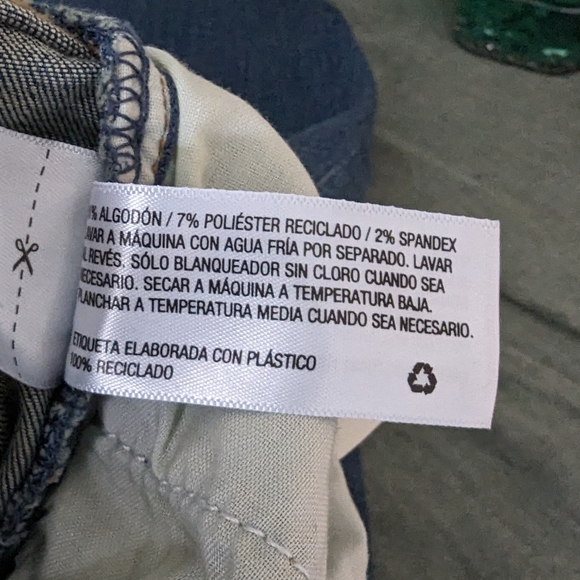 % ALGODÓN / 7% POLIÉSTER RECICLADO / 2% SPANDEX
LAVAR A MÁQUINA CON AGUA FRÍA POR SEPARADO. LAVAR
AL REVÉS. SÓLO BLANQUEADOR SIN CLORO CUANDO SEA
NECESARIO. SECAR A MÁQUINA A TEMPERATURA BAJA.
PLANCHAR A TEMPERATURA MEDIA CUANDO SEA NECESARIO.
ETIQUETA ELABORADA CON PLÁSTICO
100% RECICLADO